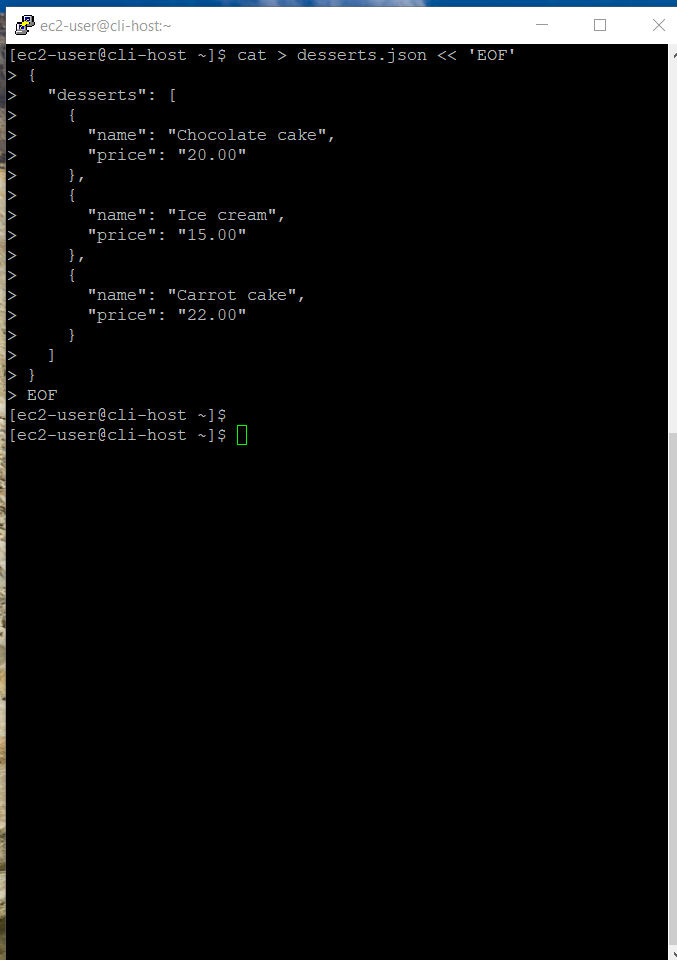 ec2-user@cli-host:~
[ec2-user@cli-host ~]$ cat > desserts.json << 'EOF'
> {
>   "desserts": [
>     {
>       "name": "Chocolate cake",
>       "price": "20.00"
>     },
>     {
>       "name": "Ice cream",
>       "price": "15.00"
>     },
>     {
>       "name": "Carrot cake",
>       "price": "22.00"
>     }
>   ]
> }
> EOF
[ec2-user@cli-host ~]$
[ec2-user@cli-host ~]$